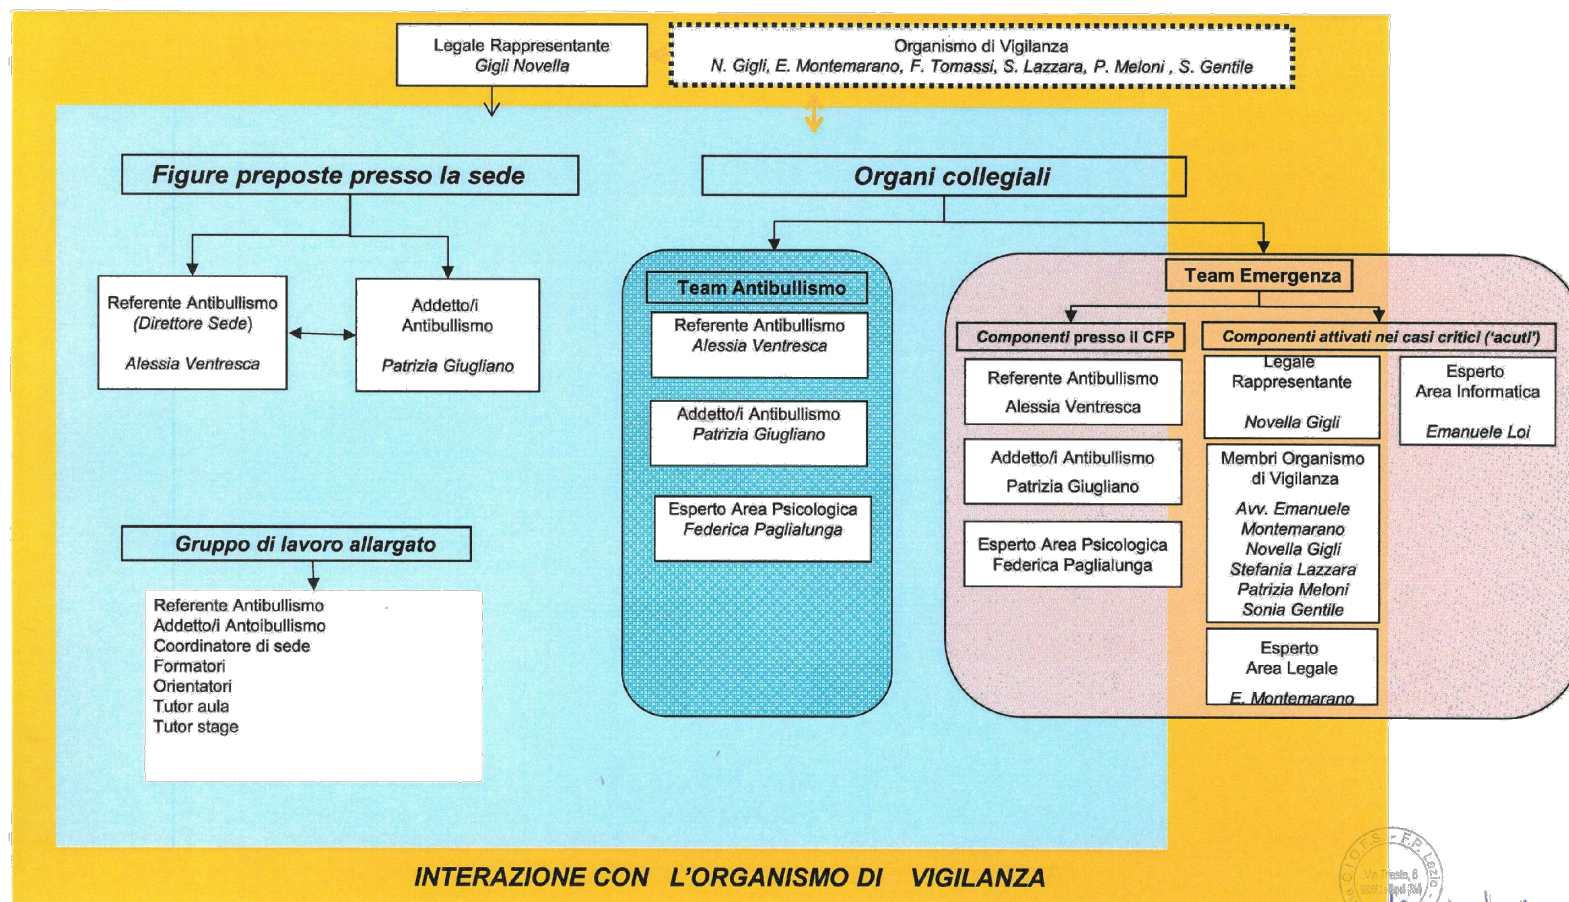 Legale Rappresentante
Gigli Novella
Organismo di Vigilanza
N. Gigli, E. Montemarano, F. Tomassi, S. Lazzara, P. Meloni , S. Gentile
Figure preposte presso la sede
Organi collegiali
Referente Antibullismo
(Direttore Sede)
Alessia Ventresca
Addetto/i
Antibullismo
Patrizia Giugliano
Team Antibullismo
Referente Antibullismo
Alessia Ventresca
Addetto/i Antibullismo
Patrizia Giugliano
Esperto Area Psicologica
Federica Paglialunga
Team Emergenza
Componenti presso il CFP
Referente Antibullismo
Alessia Ventresca
Addetto/i Antibullismo
Patrizia Giugliano
Esperto Area Psicologica
Federica Paglialunga
Componenti attivati nei casi critici ('acuti')
Legale
Rappresentante
Novella Gigli
Membri Organismo
di Vigilanza
Avv. Emanuele
Montemarano
Novella Gigli
Stefania Lazzara
Patrizia Meloni
Sonia Gentile
Esperto
Area Legale
E. Montemarano
Esperto
Area Informatica
Emanuele Loi
Gruppo di lavoro allargato
Referente Antibullismo
Addetto/i Antoibullismo
Coordinatore di sede
Formatori
Orientatori
Tutor aula
Tutor stage
INTERAZIONE CON L'ORGANISMO DI VIGILANZA
C.I.O.F.S. - F.P. Lazio -
Via Trieste, 6